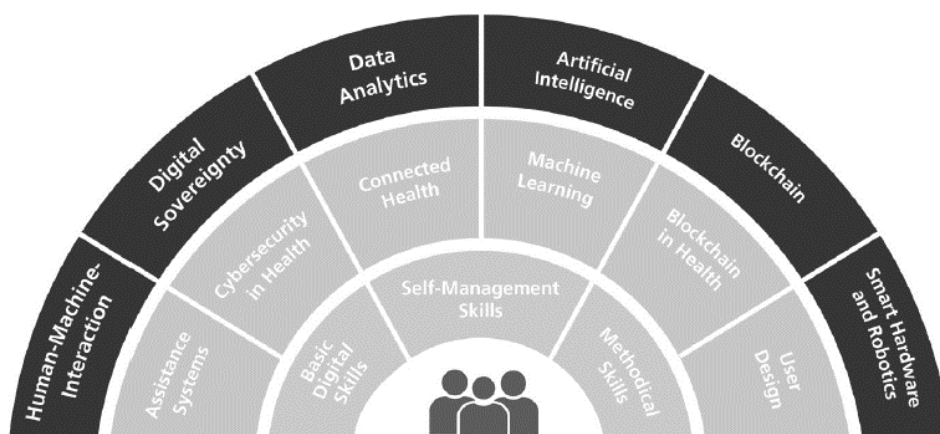 Human-Machine-
Interaction
Digital
Sovereignty
Data
Analytics
Artificial
Intelligence
Blockchain
Smart Hardware
and Robotics
Assistance
Systems
Cybersecurity
in Health
Connected
Health
Machine
Learning
Blockchain
in Health
User
Design
Basic
Digital
Skills
Self-Management
Skills
Methodical
Skills